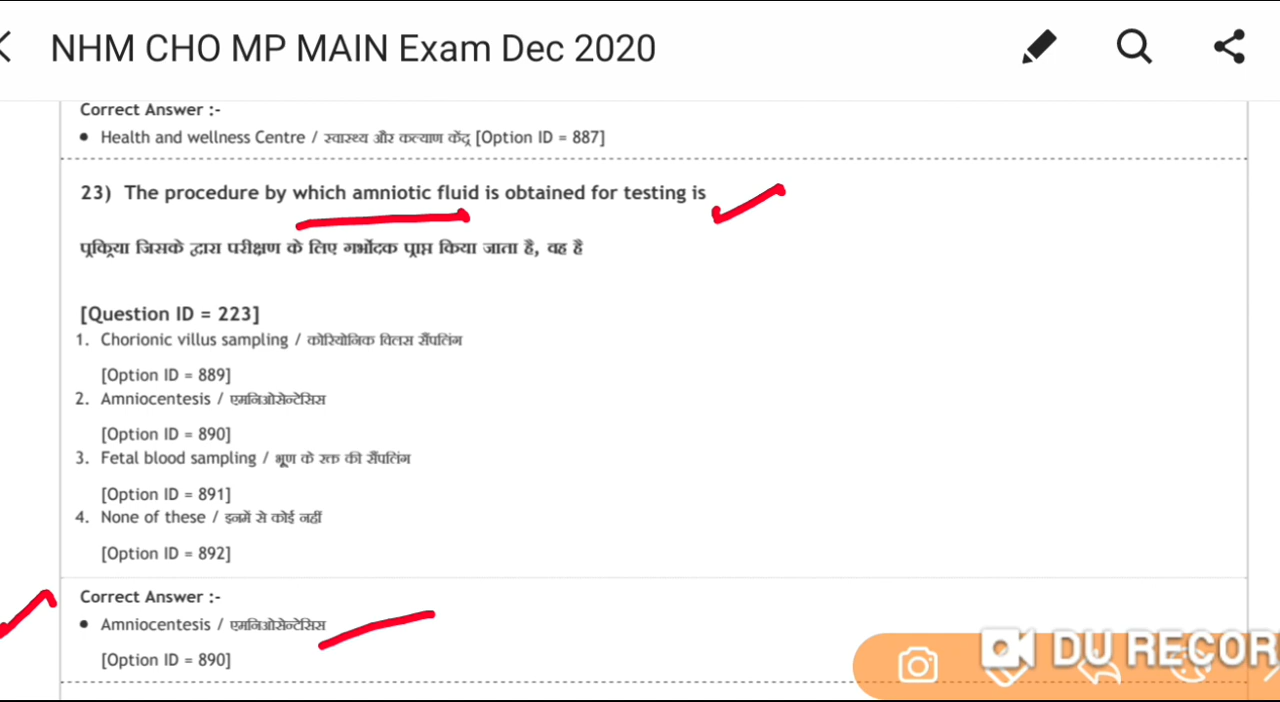 NHM CHO MP MAIN Exam Dec 2020
Correct Answer :-
• Health and wellness Centre / स्वास्थ्य और कल्याण केंद्र [Option ID = 887]
23) The procedure by which amniotic fluid is obtained for testing is
प्रक्रिया जिसके द्वारा परीक्षण के लिए गर्भोदक प्राप्त किया जाता है, वह है
[Question ID = 223]
1. Chorionic villus sampling / कोरियोनिक विलस सैंपलिंग
[Option ID = 889]
2. Amniocentesis / एमनिओसेन्टेसिस
[Option ID = 890]
3. Fetal blood sampling / भ्रूण के रक्त की सैंपलिंग
[Option ID = 891]
4. None of these / इनमें से कोई नहीं
[Option ID = 892]
Correct Answer :-
• Amniocentesis / एमनिओसेन्टेसिस
[Option ID = 890]
DU RECOR